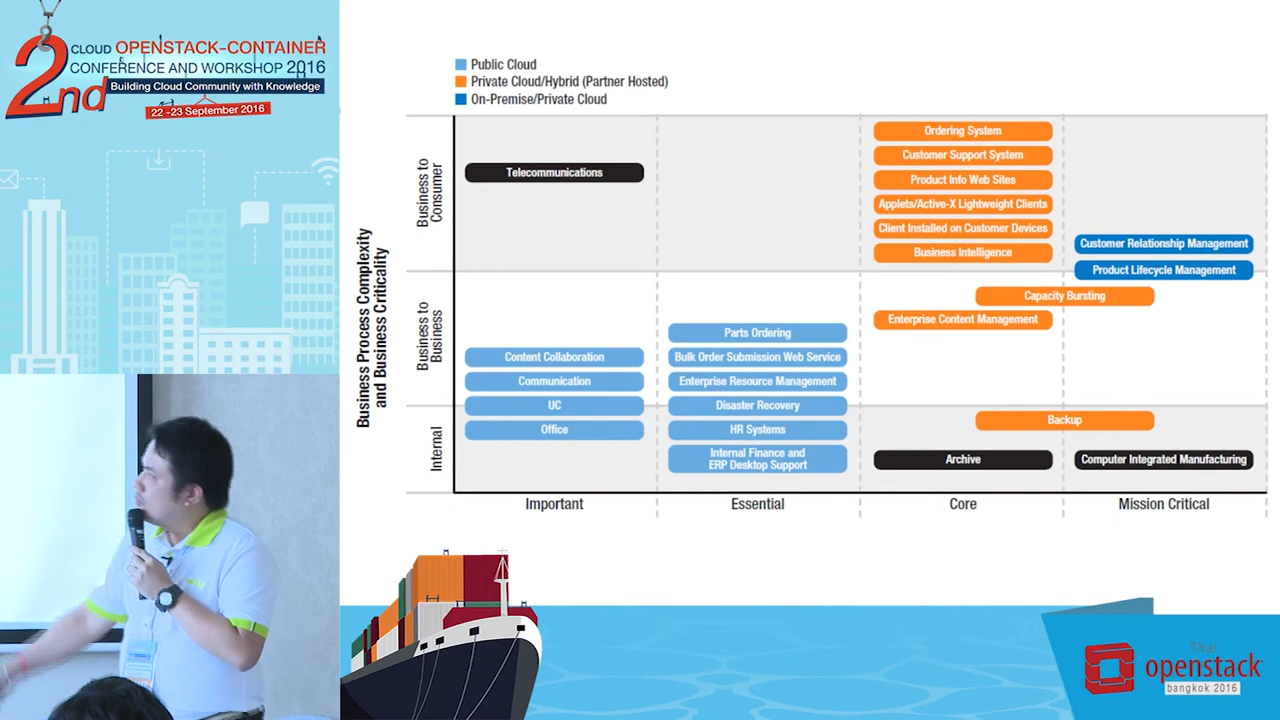 2nd
CLOUD OPENSTACK-CONTAINER
CONFERENCE AND WORKSHOP 2016
Building Cloud Community with Knowledge
22 -23 September 2016
Public Cloud
Private Cloud/Hybrid (Partner Hosted)
On-Premise/Private Cloud
Business Process Complexity
and Business Criticality
Business to
Consumer
Telecommunications
Ordering System
Customer Support System
Product Info Web Sites
Applets/Active-X Lightweight Clients
Client Installed on Customer Devices
Business Intelligence
Customer Relationship Management
Product Lifecycle Management
Business to
Business
Capacity Bursting
Enterprise Content Management
Parts Ordering
Content Collaboration
Bulk Order Submission Web Service
Communication
Enterprise Resource Management
UC
Disaster Recovery
Internal
Backup
Office
HR Systems
Internal Finance and
ERP Desktop Support
Archive
Computer Integrated Manufacturing
Important
Essential
Core
Mission Critical
Thai
openstack
bangkok 2016